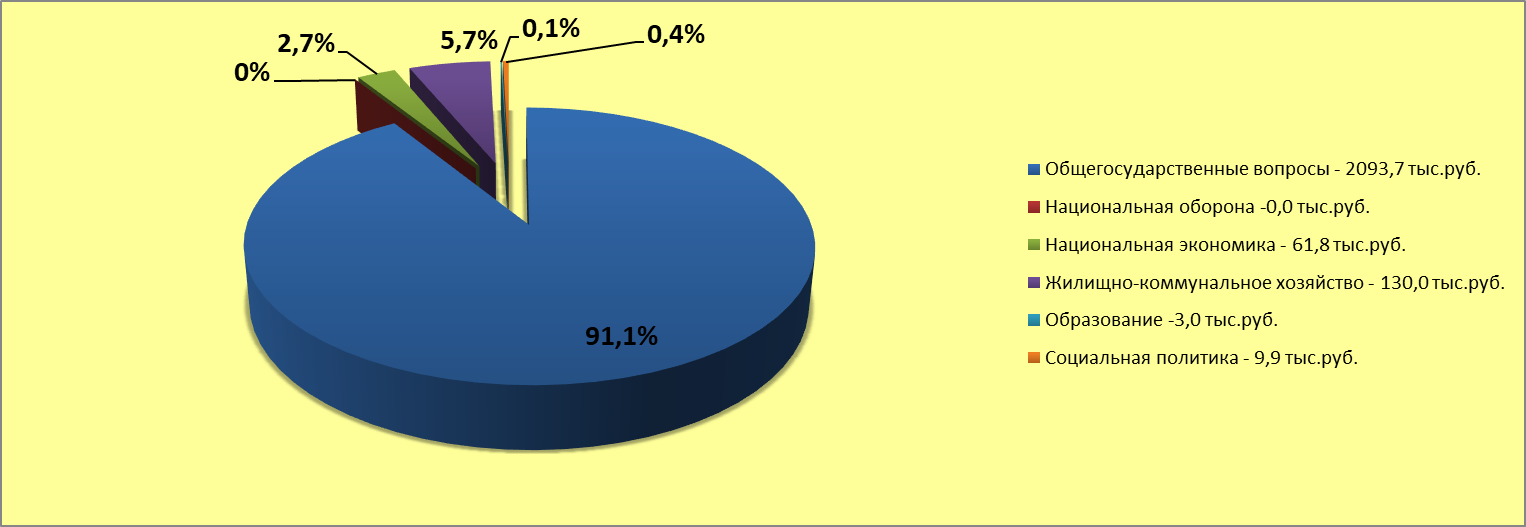 0%
2,7%
5,7%
0,1%
0,4%
91,1%
Общегосударственные вопросы - 2093,7 тыс.руб.
Национальная оборона -0,0 тыс.руб.
Национальная экономика - 61,8 тыс.руб.
Жилищно-коммунальное хозяйство - 130,0 тыс.руб.
Образование -3,0 тыс.руб.
Социальная политика - 9,9 тыс.руб.